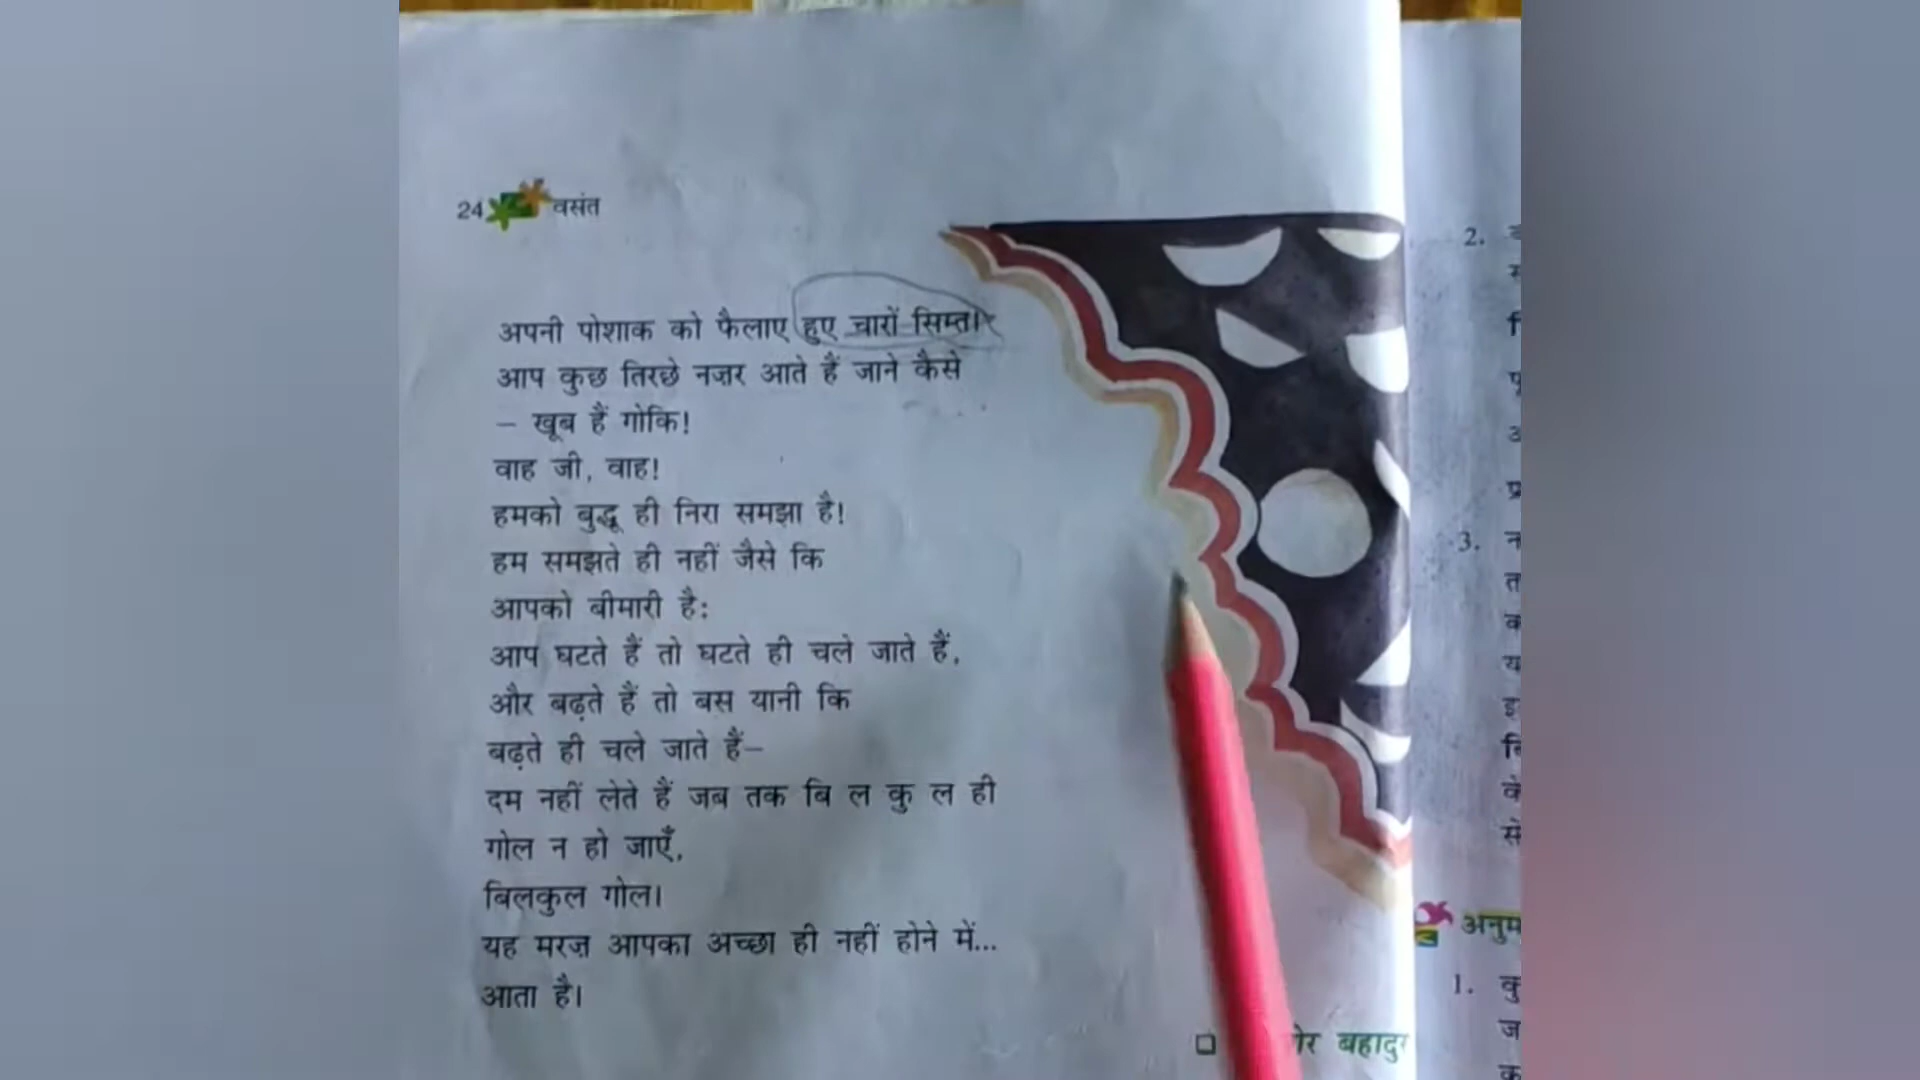 24 वसंत
अपनी पोशाक को फैलाए हुए चारों सिम्त।
आप कुछ तिरछे नज़र आते हैं जाने कैसे
– खूब हैं गोकि!
वाह जी, वाह!
हमको बुद्धू ही निरा समझा है!
हम समझते ही नहीं जैसे कि
आपको बीमारी है:
आप घटते हैं तो घटते ही चले जाते हैं,
और बढ़ते हैं तो बस यानी कि
बढ़ते ही चले जाते हैं–
दम नहीं लेते हैं जब तक बि ल कु ल ही
गोल न हो जाएँ,
बिलकुल गोल।
यह मरज़ आपका अच्छा ही नहीं होने में...
आता है।
बहादुर
2.
3.
1.